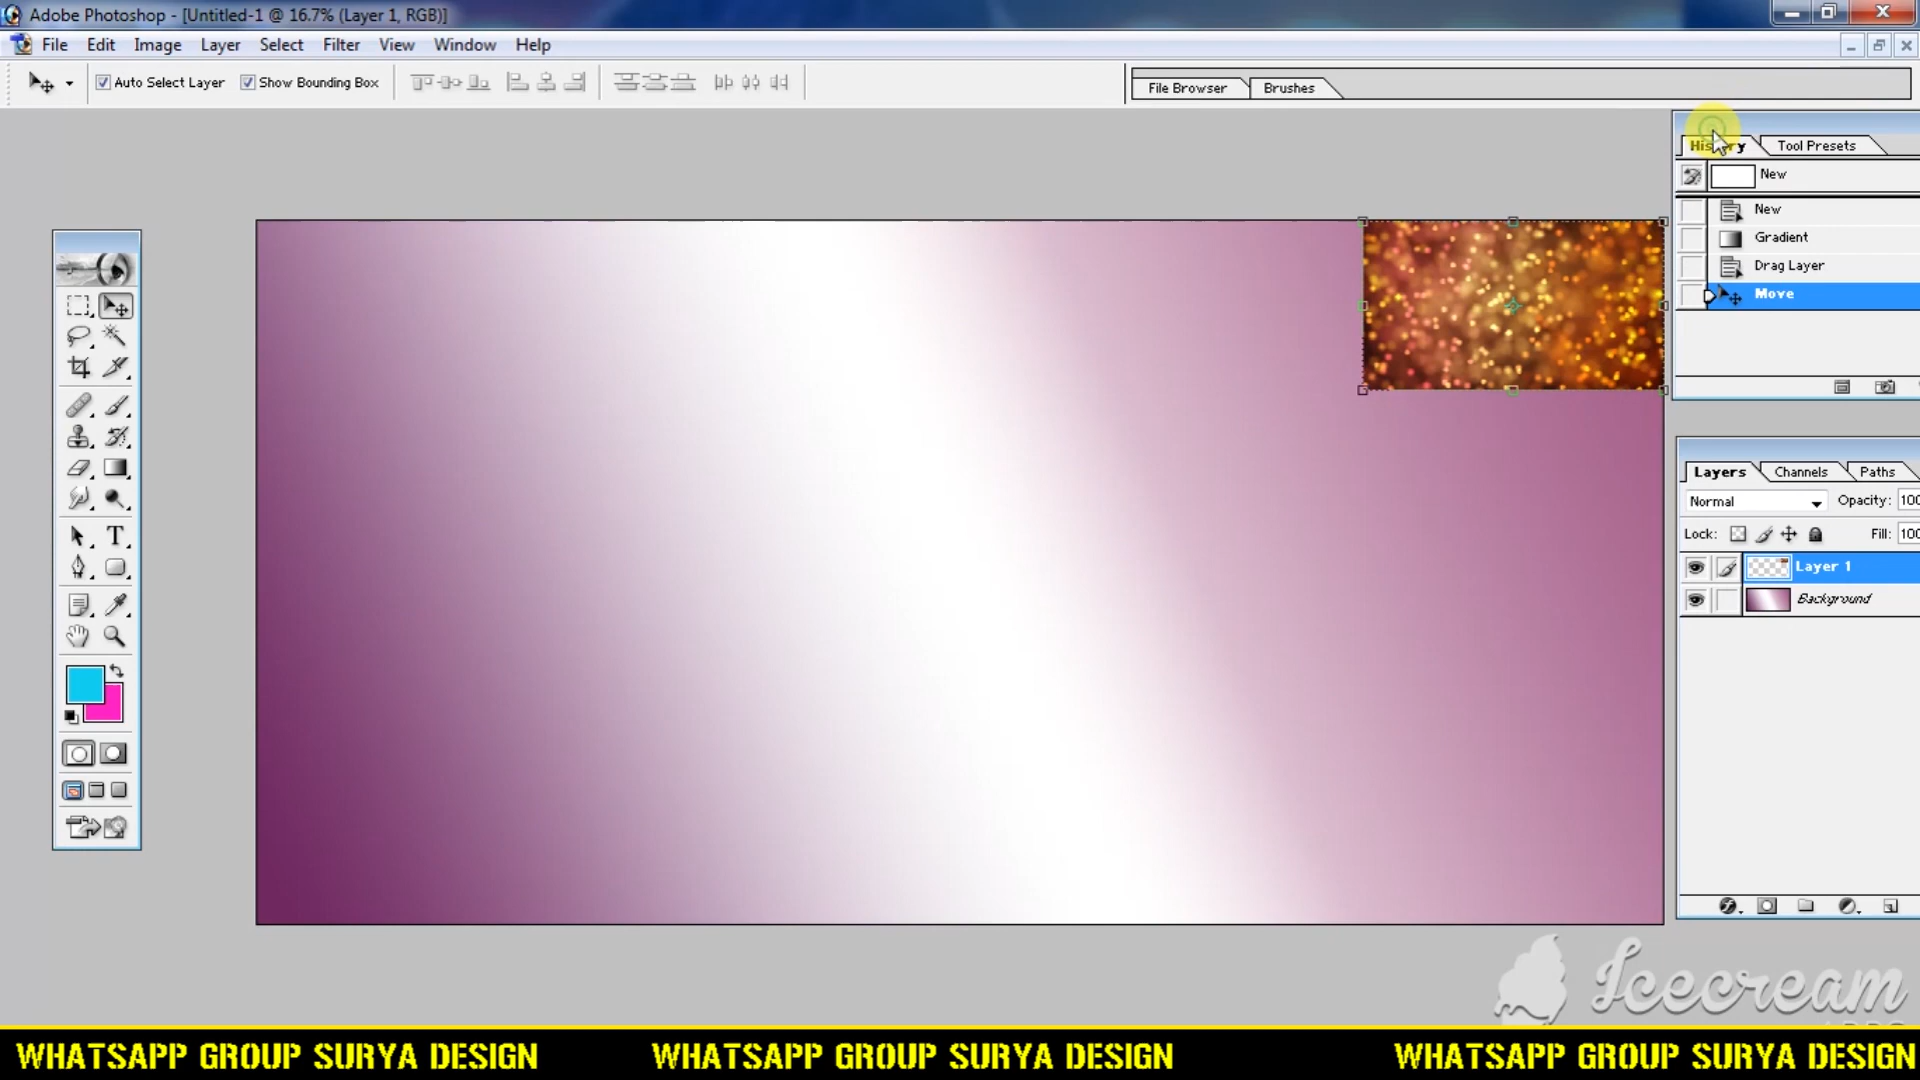 Adobe Photoshop - [Untitled-1 @ 16.7% (Layer 1, RGB)]
File Edit Image Layer Select Filter View Window Help
Auto Select Layer Show Bounding Box
File Browser Brushes
History Tool Presets
New
New
Gradient
Drag Layer
Move
Layers Channels Paths
Normal Opacity: 100
Lock: Fill: 100
Layer 1
Background
Icecream
WHATSAPP GROUP SURYA DESIGN WHATSAPP GROUP SURYA DESIGN WHATSAPP GROUP SURYA DESIGN